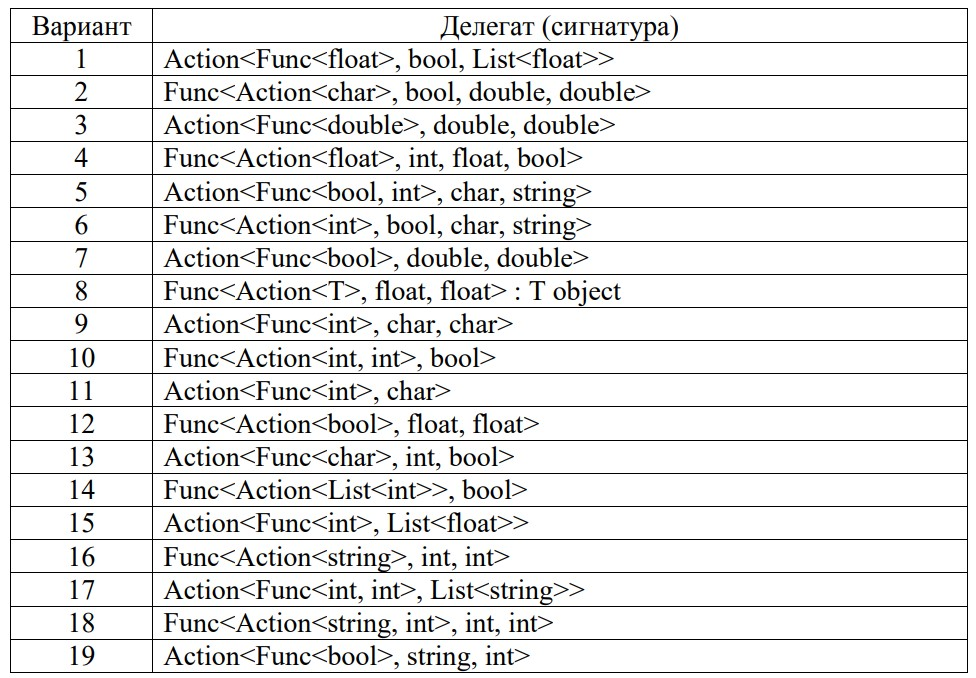 Вариант Делегат (сигнатура)
1 Action<Func<float>, bool, List<float>>
2 Func<Action<char>, bool, double, double>
3 Action<Func<double>, double, double>
4 Func<Action<float>, int, float, bool>
5 Action<Func<bool, int>, char, string>
6 Func<Action<int>, bool, char, string>
7 Action<Func<bool>, double, double>
8 Func<Action<T>, float, float> : T object
9 Action<Func<int>, char, char>
10 Func<Action<int, int>, bool>
11 Action<Func<int>, char>
12 Func<Action<bool>, float, float>
13 Action<Func<char>, int, bool>
14 Func<Action<List<int>>, bool>
15 Action<Func<int>, List<float>>
16 Func<Action<string>, int, int>
17 Action<Func<int, int>, List<string>>
18 Func<Action<string, int>, int, int>
19 Action<Func<bool>, string, int>